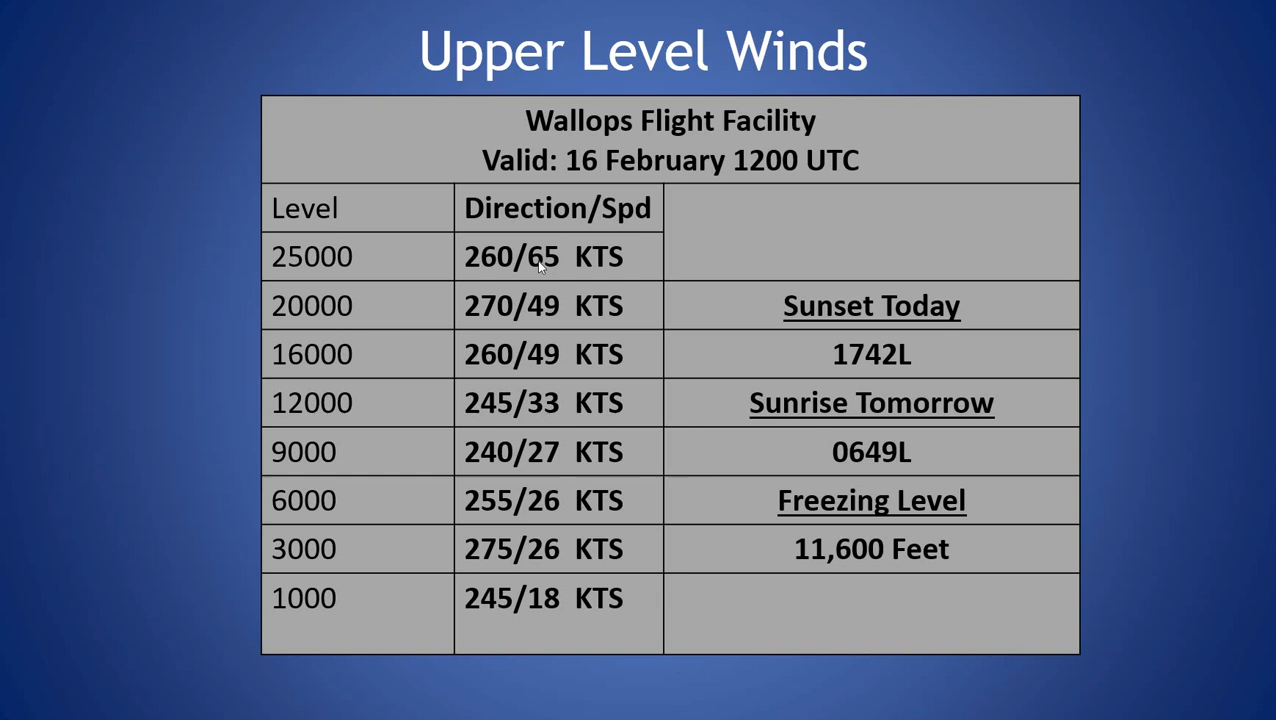 Upper Level Winds
Wallops Flight Facility
Valid: 16 February 1200 UTC
Level Direction/Spd
25000 260/65 KTS
20000 270/49 KTS Sunset Today
16000 260/49 KTS 1742L
12000 245/33 KTS Sunrise Tomorrow
9000 240/27 KTS 0649L
6000 255/26 KTS Freezing Level
3000 275/26 KTS 11,600 Feet
1000 245/18 KTS